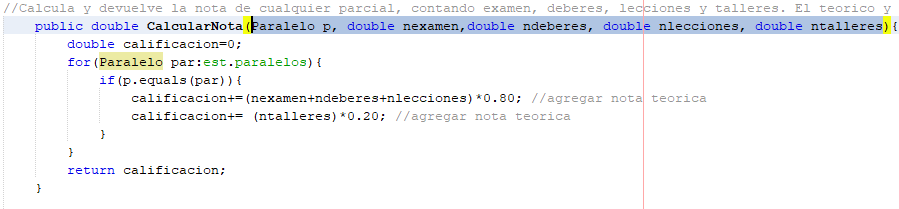 //Calcula y devuelve la nota de cualquier parcial, contando examen, deberes, lecciones y talleres. El teorico y
public double CalcularNota(Paralelo p, double nexamen,double ndeberes, double nlecciones, double ntalleres){
double calificacion=0;
for(Paralelo par:est.paralelos){
if(p.equals(par)){
calificacion+=(nexamen+ndeberes+nlecciones)*0.80; //agregar nota teorica
calificacion+= (ntalleres)*0.20; //agregar nota teorica
}
}
return calificacion;
}